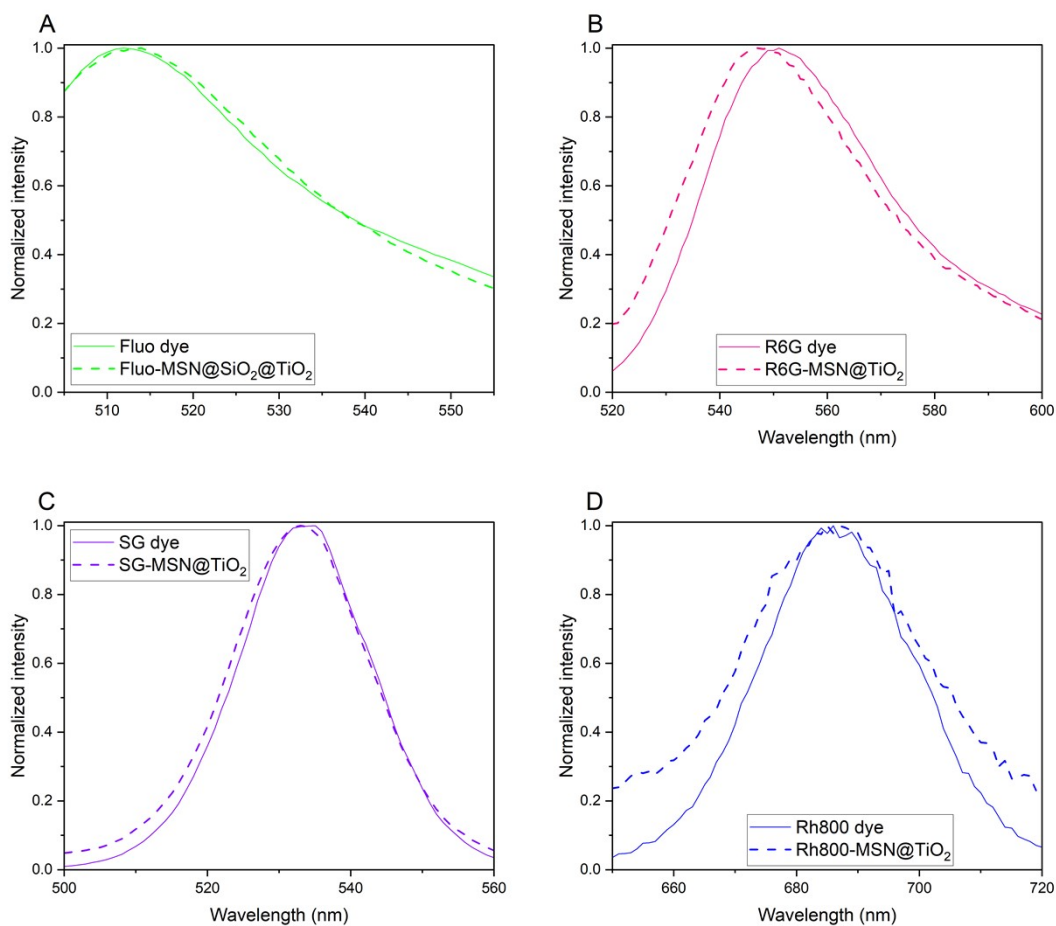 A
1.0
0.8
0.6
0.4
0.2
0.0
Normalized intensity
Fluo dye
Fluo-MSN@SiO₂@TiO₂
510
520
530
540
550
Wavelength (nm)
B
1.0
0.8
0.6
0.4
0.2
0.0
Normalized intensity
R6G dye
R6G-MSN@TiO₂
520
540
560
580
600
Wavelength (nm)
C
1.0
0.8
0.6
0.4
0.2
0.0
Normalized intensity
SG dye
SG-MSN@TiO₂
500
520
540
560
Wavelength (nm)
D
1.0
0.8
0.6
0.4
0.2
0.0
Normalized intensity
Rh800 dye
Rh800-MSN@TiO₂
660
680
700
720
Wavelength (nm)